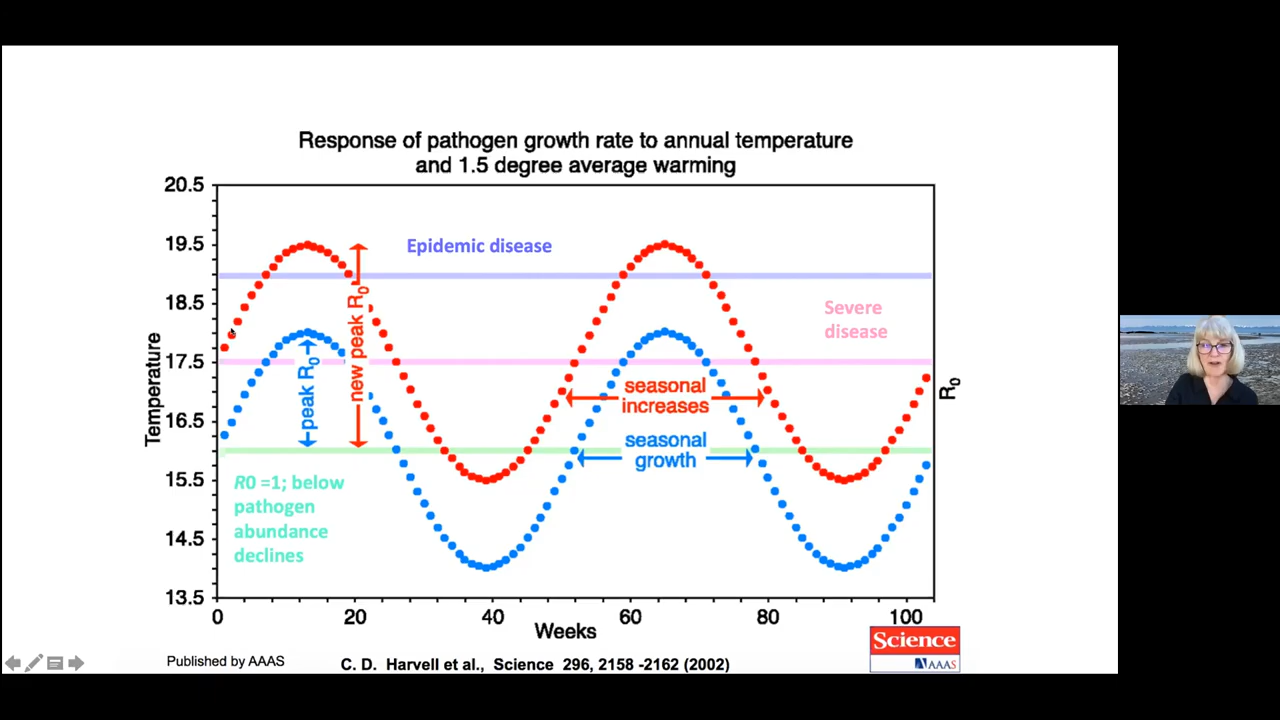 Response of pathogen growth rate to annual temperature
and 1.5 degree average warming
20.5
19.5
18.5
17.5
16.5
15.5
14.5
13.5
Temperature
Epidemic disease
Severe
disease
peak R0
new peak R0
seasonal
increases
seasonal
growth
R0 =1; below
pathogen
abundance
declines
R0
0
20
40
60
80
100
Weeks
Published by AAAS
C. D. Harvell et al., Science 296, 2158 -2162 (2002)
Science
AAAS